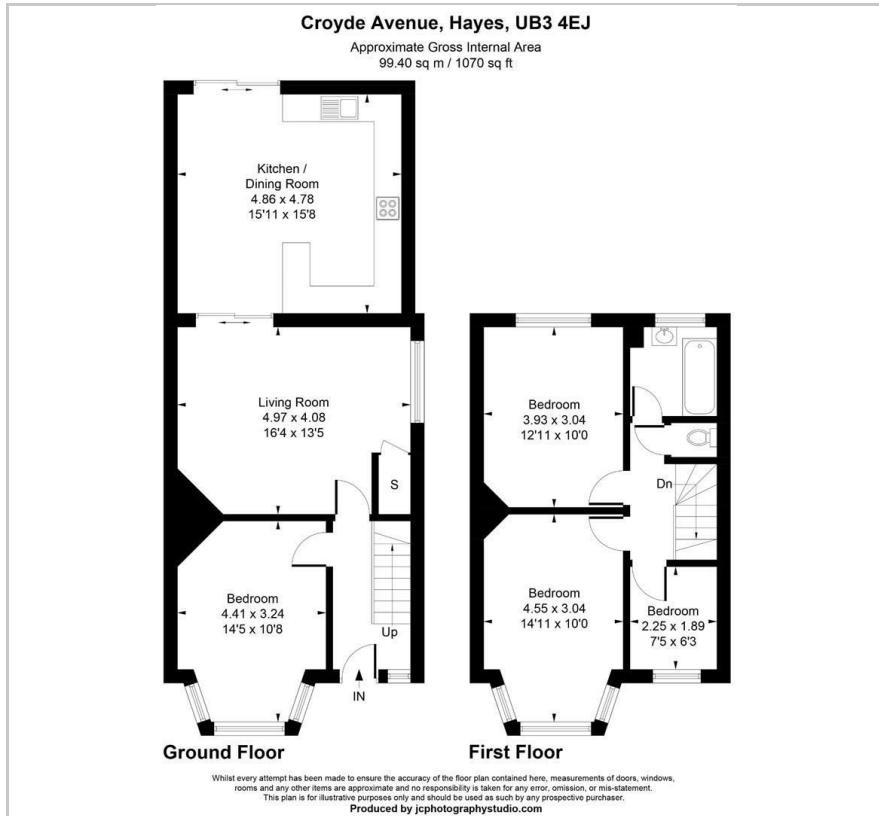 Croyde Avenue, Hayes, UB3 4EJ
Approximate Gross Internal Area
99.40 sq m / 1070 sq ft
Kitchen /
Dining Room
4.86 x 4.78
15'11 x 15'8
Living Room
4.97 x 4.08
16'4 x 13'5
S
Bedroom
4.41 x 3.24
14'5 x 10'8
Up
IN
Ground Floor
Bedroom
3.93 x 3.04
12'11 x 10'0
Dn
Bedroom
4.55 x 3.04
14'11 x 10'0
Bedroom
2.25 x 1.89
7'5 x 6'3
First Floor
Whilst every attempt has been made to ensure the accuracy of the floor plan contained here, measurements of doors, windows,
rooms and any other items are approximate and no responsibility is taken for any error, omission, or mis-statement.
This plan is for illustrative purposes only and should be used as such by any prospective purchaser.
Produced by jcphotographystudio.com